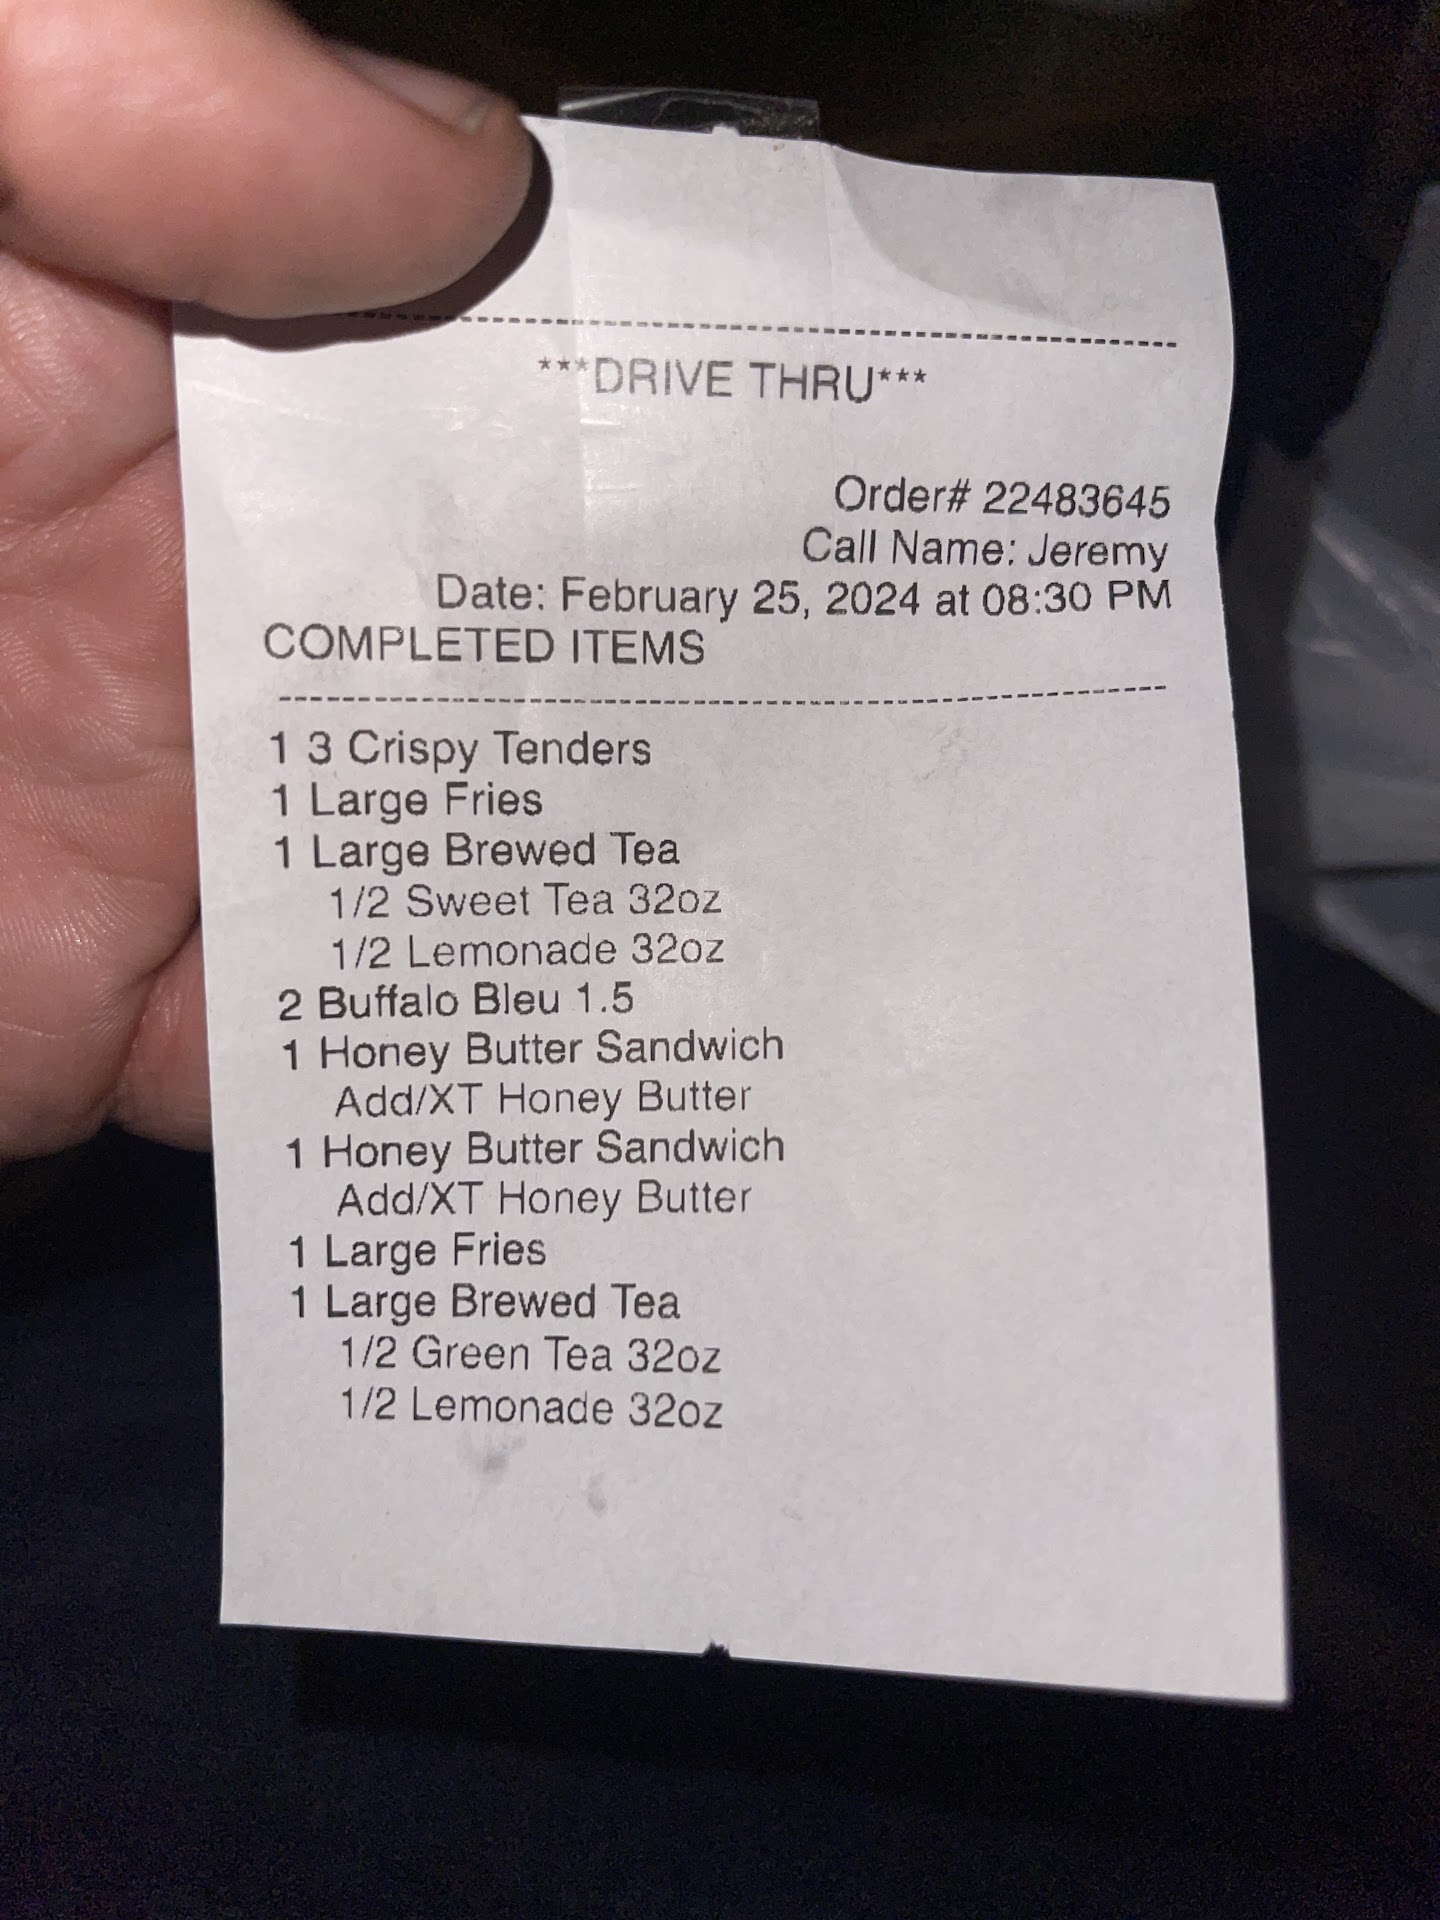 ***DRIVE THRU***
Order# 22483645
Call Name: Jeremy
Date: February 25, 2024 at 08:30 PM
COMPLETED ITEMS
1 3 Crispy Tenders
1 Large Fries
1 Large Brewed Tea
1/2 Sweet Tea 32oz
1/2 Lemonade 32oz
2 Buffalo Bleu 1.5
1 Honey Butter Sandwich
Add/XT Honey Butter
1 Honey Butter Sandwich
Add/XT Honey Butter
1 Large Fries
1 Large Brewed Tea
1/2 Green Tea 32oz
1/2 Lemonade 32oz